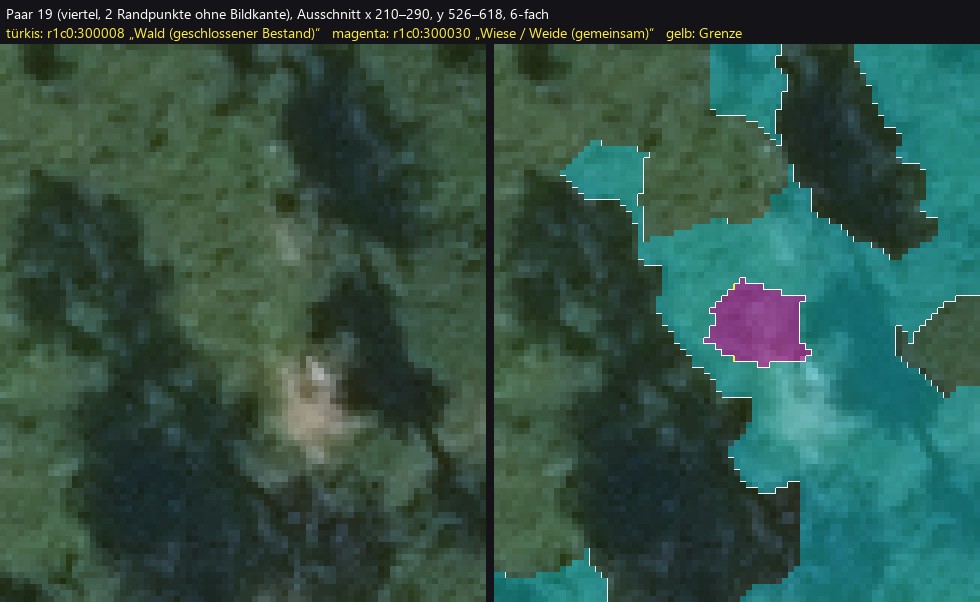 Paar 19 (viertel, 2 Randpunkte ohne Bildkante), Ausschnitt x 210–290, y 526–618, 6-fach
türkis: r1c0:300008 „Wald (geschlossener Bestand)“ magenta: r1c0:300030 „Wiese / Weide (gemeinsam)“ gelb: Grenze